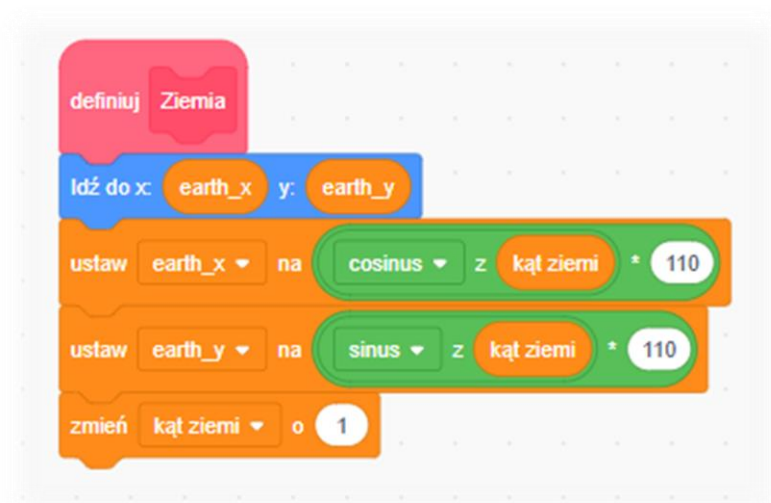 definiuj Ziemia
Idź do x: earth_x y: earth_y
ustaw earth_x na cosinus z kąt ziemi * 110
ustaw earth_y na sinus z kąt ziemi * 110
zmień kąt ziemi o 1